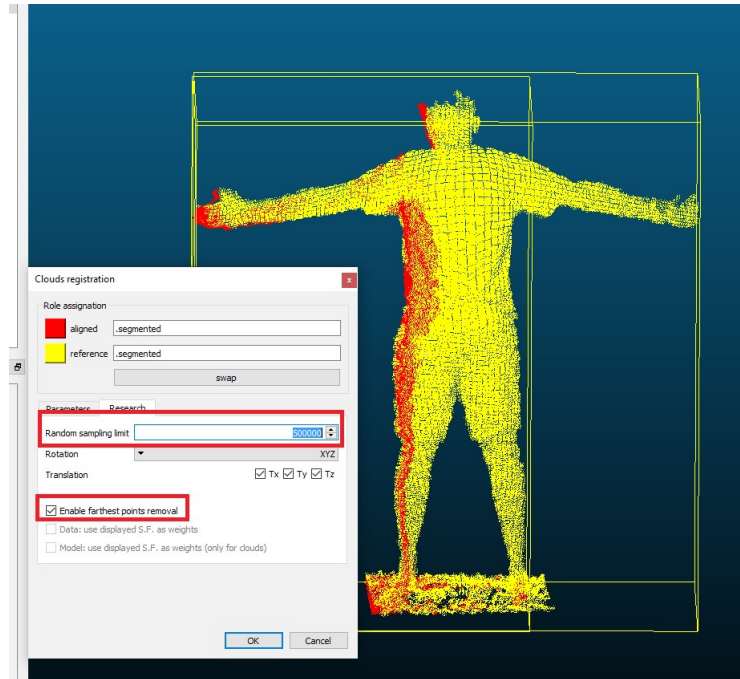 Clouds registration
x
Role assignation
aligned .segmented
reference .segmented
swap
Parameters Research
Random sampling limit 500000
Rotation XYZ
Translation Tx Ty Tz
Enable farthest points removal
Data: use displayed S.F. as weights
Model: use displayed S.F. as weights (only for clouds)
OK Cancel